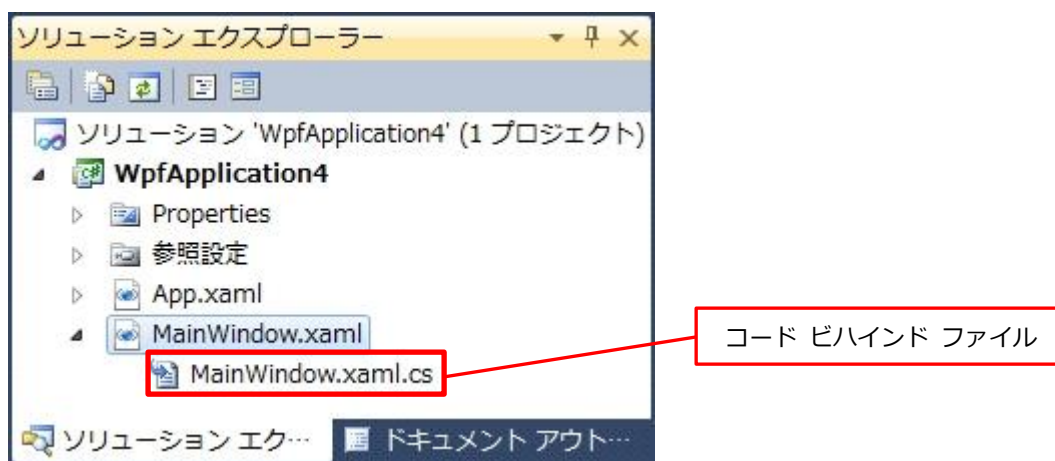 ソリューション エクスプローラー
ソリューション 'WpfApplication4' (1 プロジェクト)
WpfApplication4
Properties
参照設定
App.xaml
MainWindow.xaml
MainWindow.xaml.cs
コード ビハインド ファイル
ソリューション エク… ドキュメント アウト…